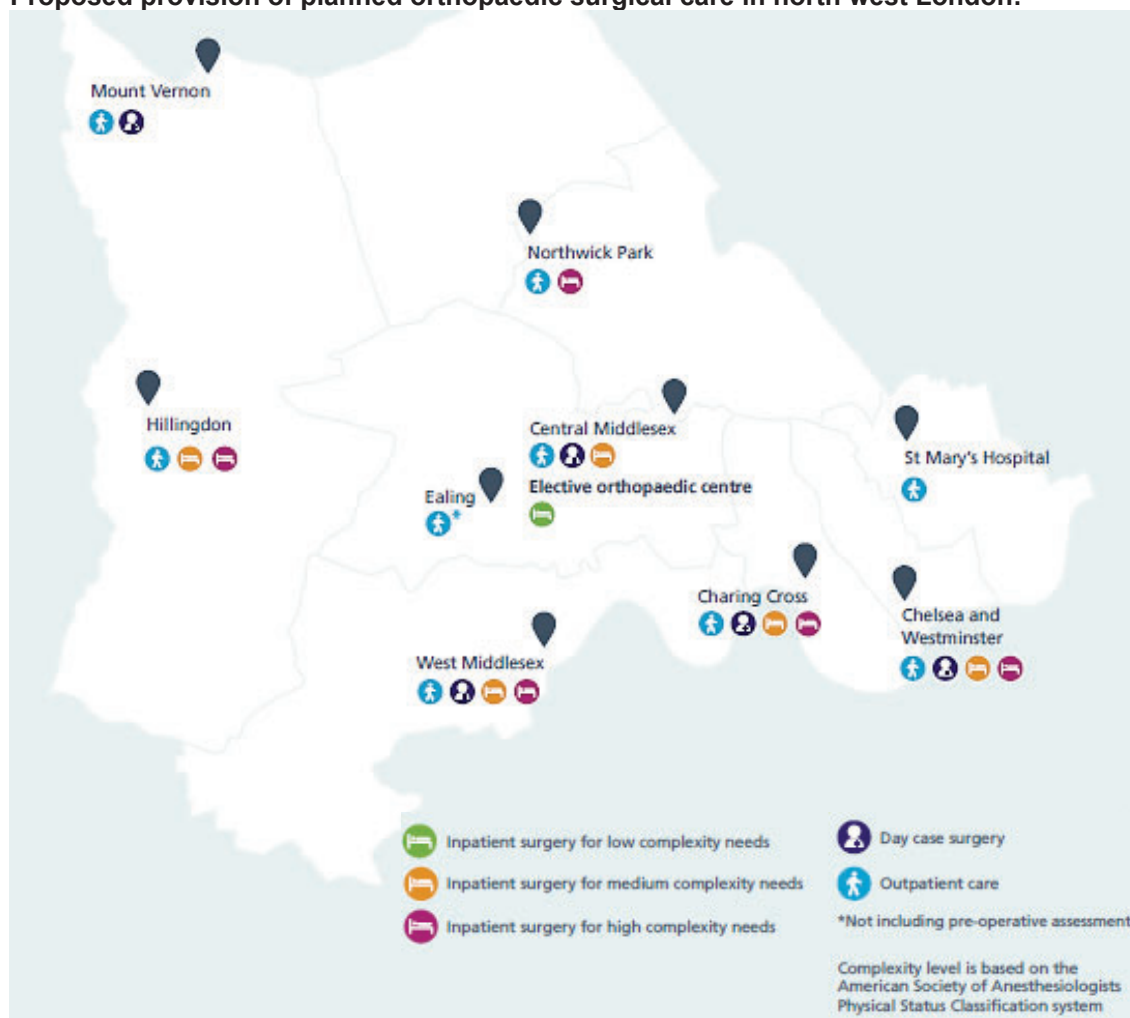 Proposed provision of planned orthopaedic surgical care in north west London:
Mount Vernon
Northwick Park
Hillingdon
Central Middlesex
Elective orthopaedic centre
St Mary's Hospital
Ealing
*
Charing Cross
Chelsea and
Westminster
West Middlesex
Inpatient surgery for low complexity needs
Inpatient surgery for medium complexity needs
Inpatient surgery for high complexity needs
Day case surgery
Outpatient care
*Not including pre-operative assessment
Complexity level is based on the
American Society of Anesthesiologists
Physical Status Classification system